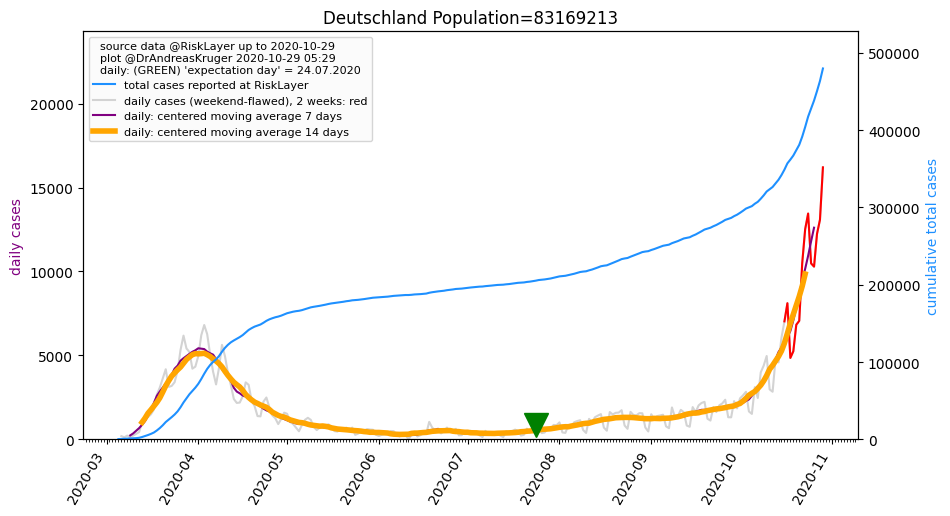 Deutschland Population=83169213
source data @RiskLayer up to 2020-10-29
plot @DrAndreasKruger 2020-10-29 05:29
daily: (GREEN) 'expectation day' = 24.07.2020
total cases reported at RiskLayer
daily cases (weekend-flawed), 2 weeks: red
daily: centered moving average 7 days
daily: centered moving average 14 days
daily cases
20000
15000
10000
5000
0
cumulative total cases
500000
400000
300000
200000
100000
0
2020-03
2020-04
2020-05
2020-06
2020-07
2020-08
2020-09
2020-10
2020-11